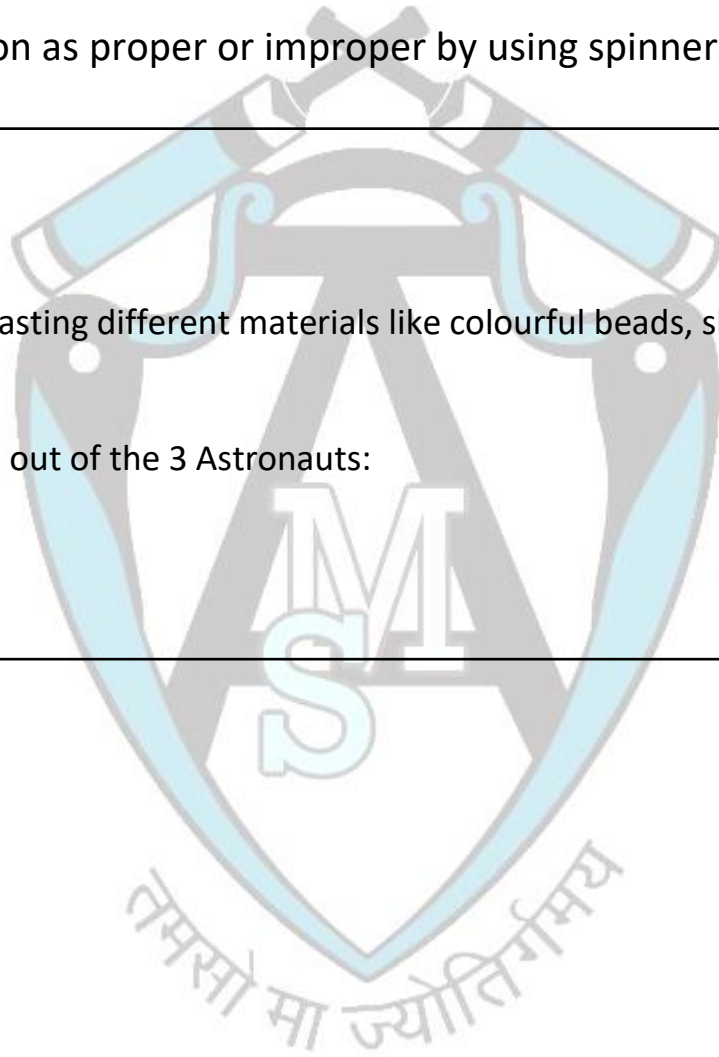 on as proper or improper by using spinner
asting different materials like colourful beads, s
out of the 3 Astronauts:
A
M
S
तमसो मा ज्योतिर्गमय